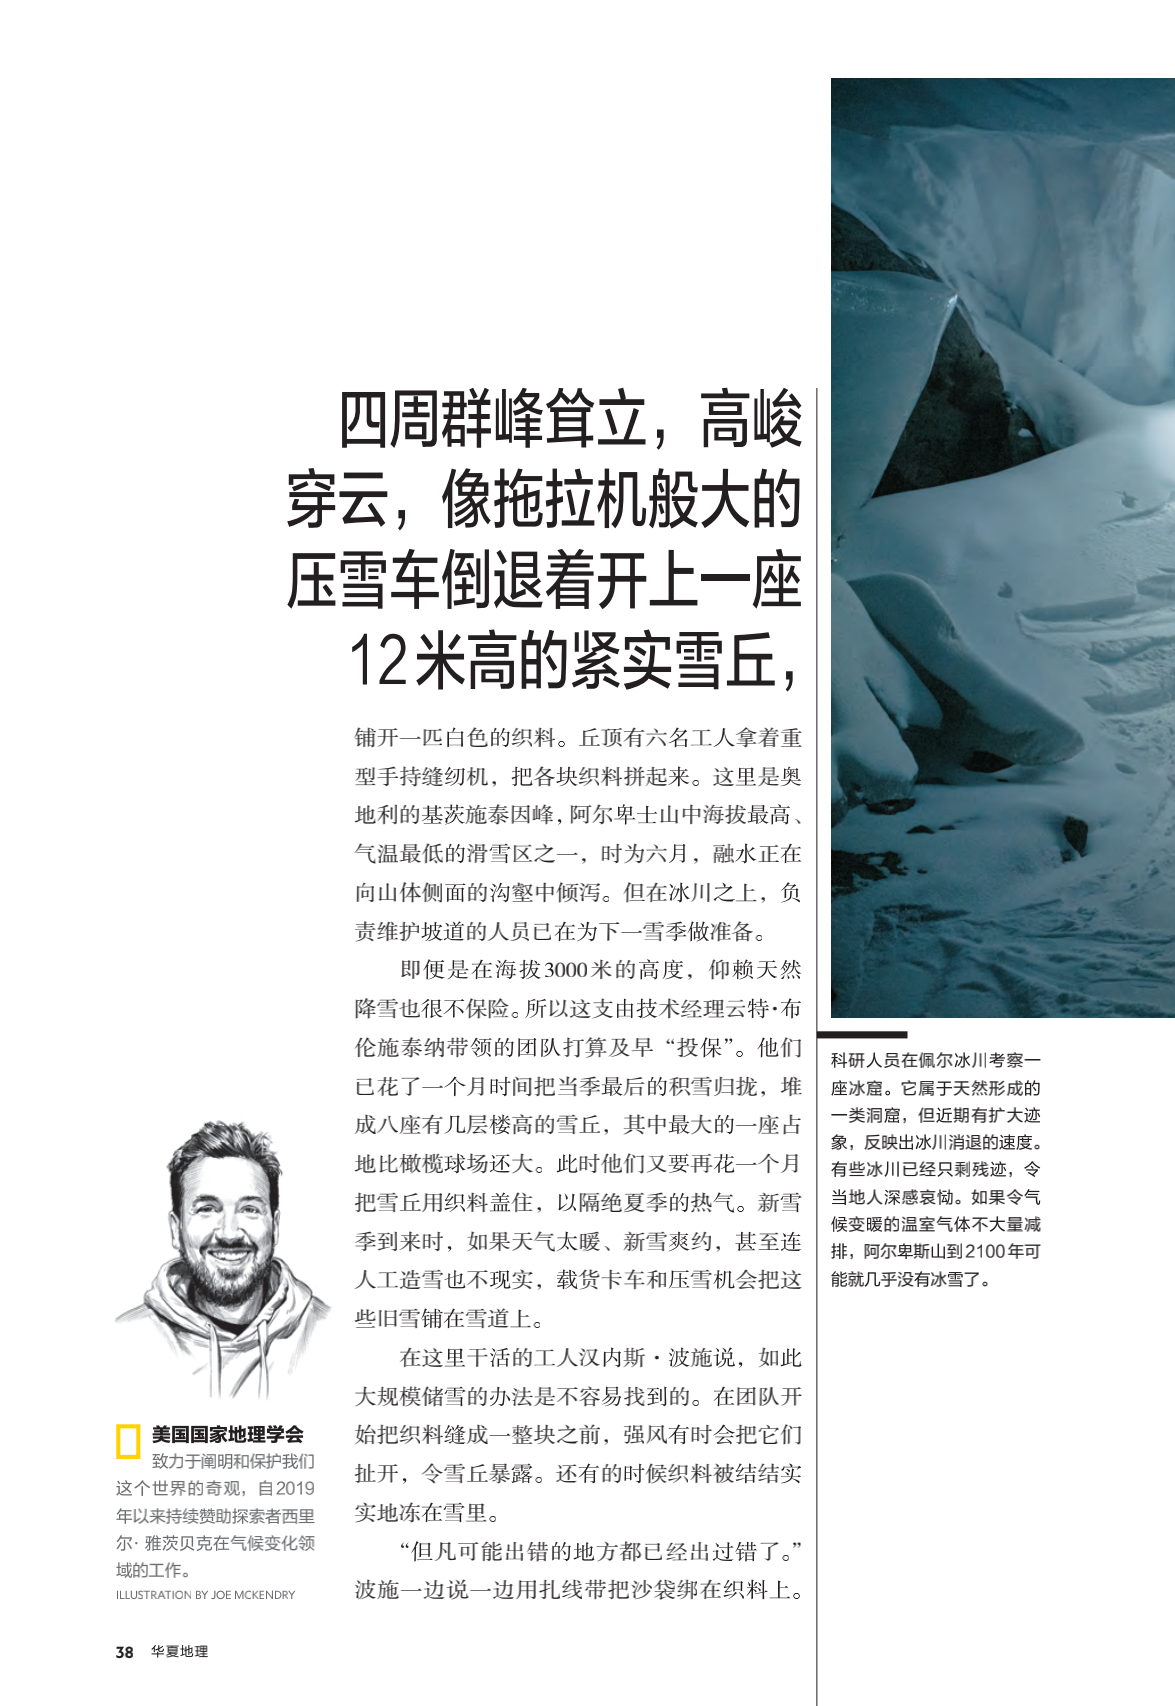 四周群峰耸立，高峻
穿云，像拖拉机般大的
压雪车倒退着开上一座
12米高的紧实雪丘，
铺开一匹白色的织料。丘顶有六名工人拿着重
型手持缝纫机，把各块织料拼起来。这里是奥
地利的基茨施泰因峰，阿尔卑士山中海拔最高、
气温最低的滑雪区之一，时为六月，融水正在
向山体侧面的沟壑中倾泻。但在冰川之上，负
责维护坡道的人员已在为下一雪季做准备。
即便是在海拔3000米的高度，仰赖天然
降雪也很不保险。所以这支由技术经理云特·布
伦施泰纳带领的团队打算及早“投保”。他们
已花了一个月时间把当季最后的积雪归拢，堆
成八座有几层楼高的雪丘，其中最大的一座占
地比橄榄球场还大。此时他们又要再花一个月
把雪丘用织料盖住，以隔绝夏季的热气。新雪
季到来时，如果天气太暖、新雪爽约，甚至连
人工造雪也不现实，载货卡车和压雪机会把这
些旧雪铺在雪道上。
在这里干活的工人汉内斯·波施说，如此
大规模储雪的办法是不容易找到的。在团队开
始把织料缝成一整块之前，强风有时会把它们
扯开，令雪丘暴露。还有的时候织料被结结实
实地冻在雪里。
“但凡可能出错的地方都已经出过错了。”
波施一边说一边用扎线带把沙袋绑在织料上。
科研人员在佩尔冰川考察一
座冰窟。它属于天然形成的
一类洞窟，但近期有扩大迹
象，反映出冰川消退的速度。
有些冰川已经只剩残迹，令
当地人深感哀恸。如果令气
候变暖的温室气体不大量减
排，阿尔卑斯山到2100年可
能就几乎没有冰雪了。
美国国家地理学会
致力于阐明和保护我们
这个世界的奇观，自2019
年以来持续赞助探索者西里
尔·雅茨贝克在气候变化领
域的工作。
ILLUSTRATION BY JOE MCKENDRY
38 华夏地理